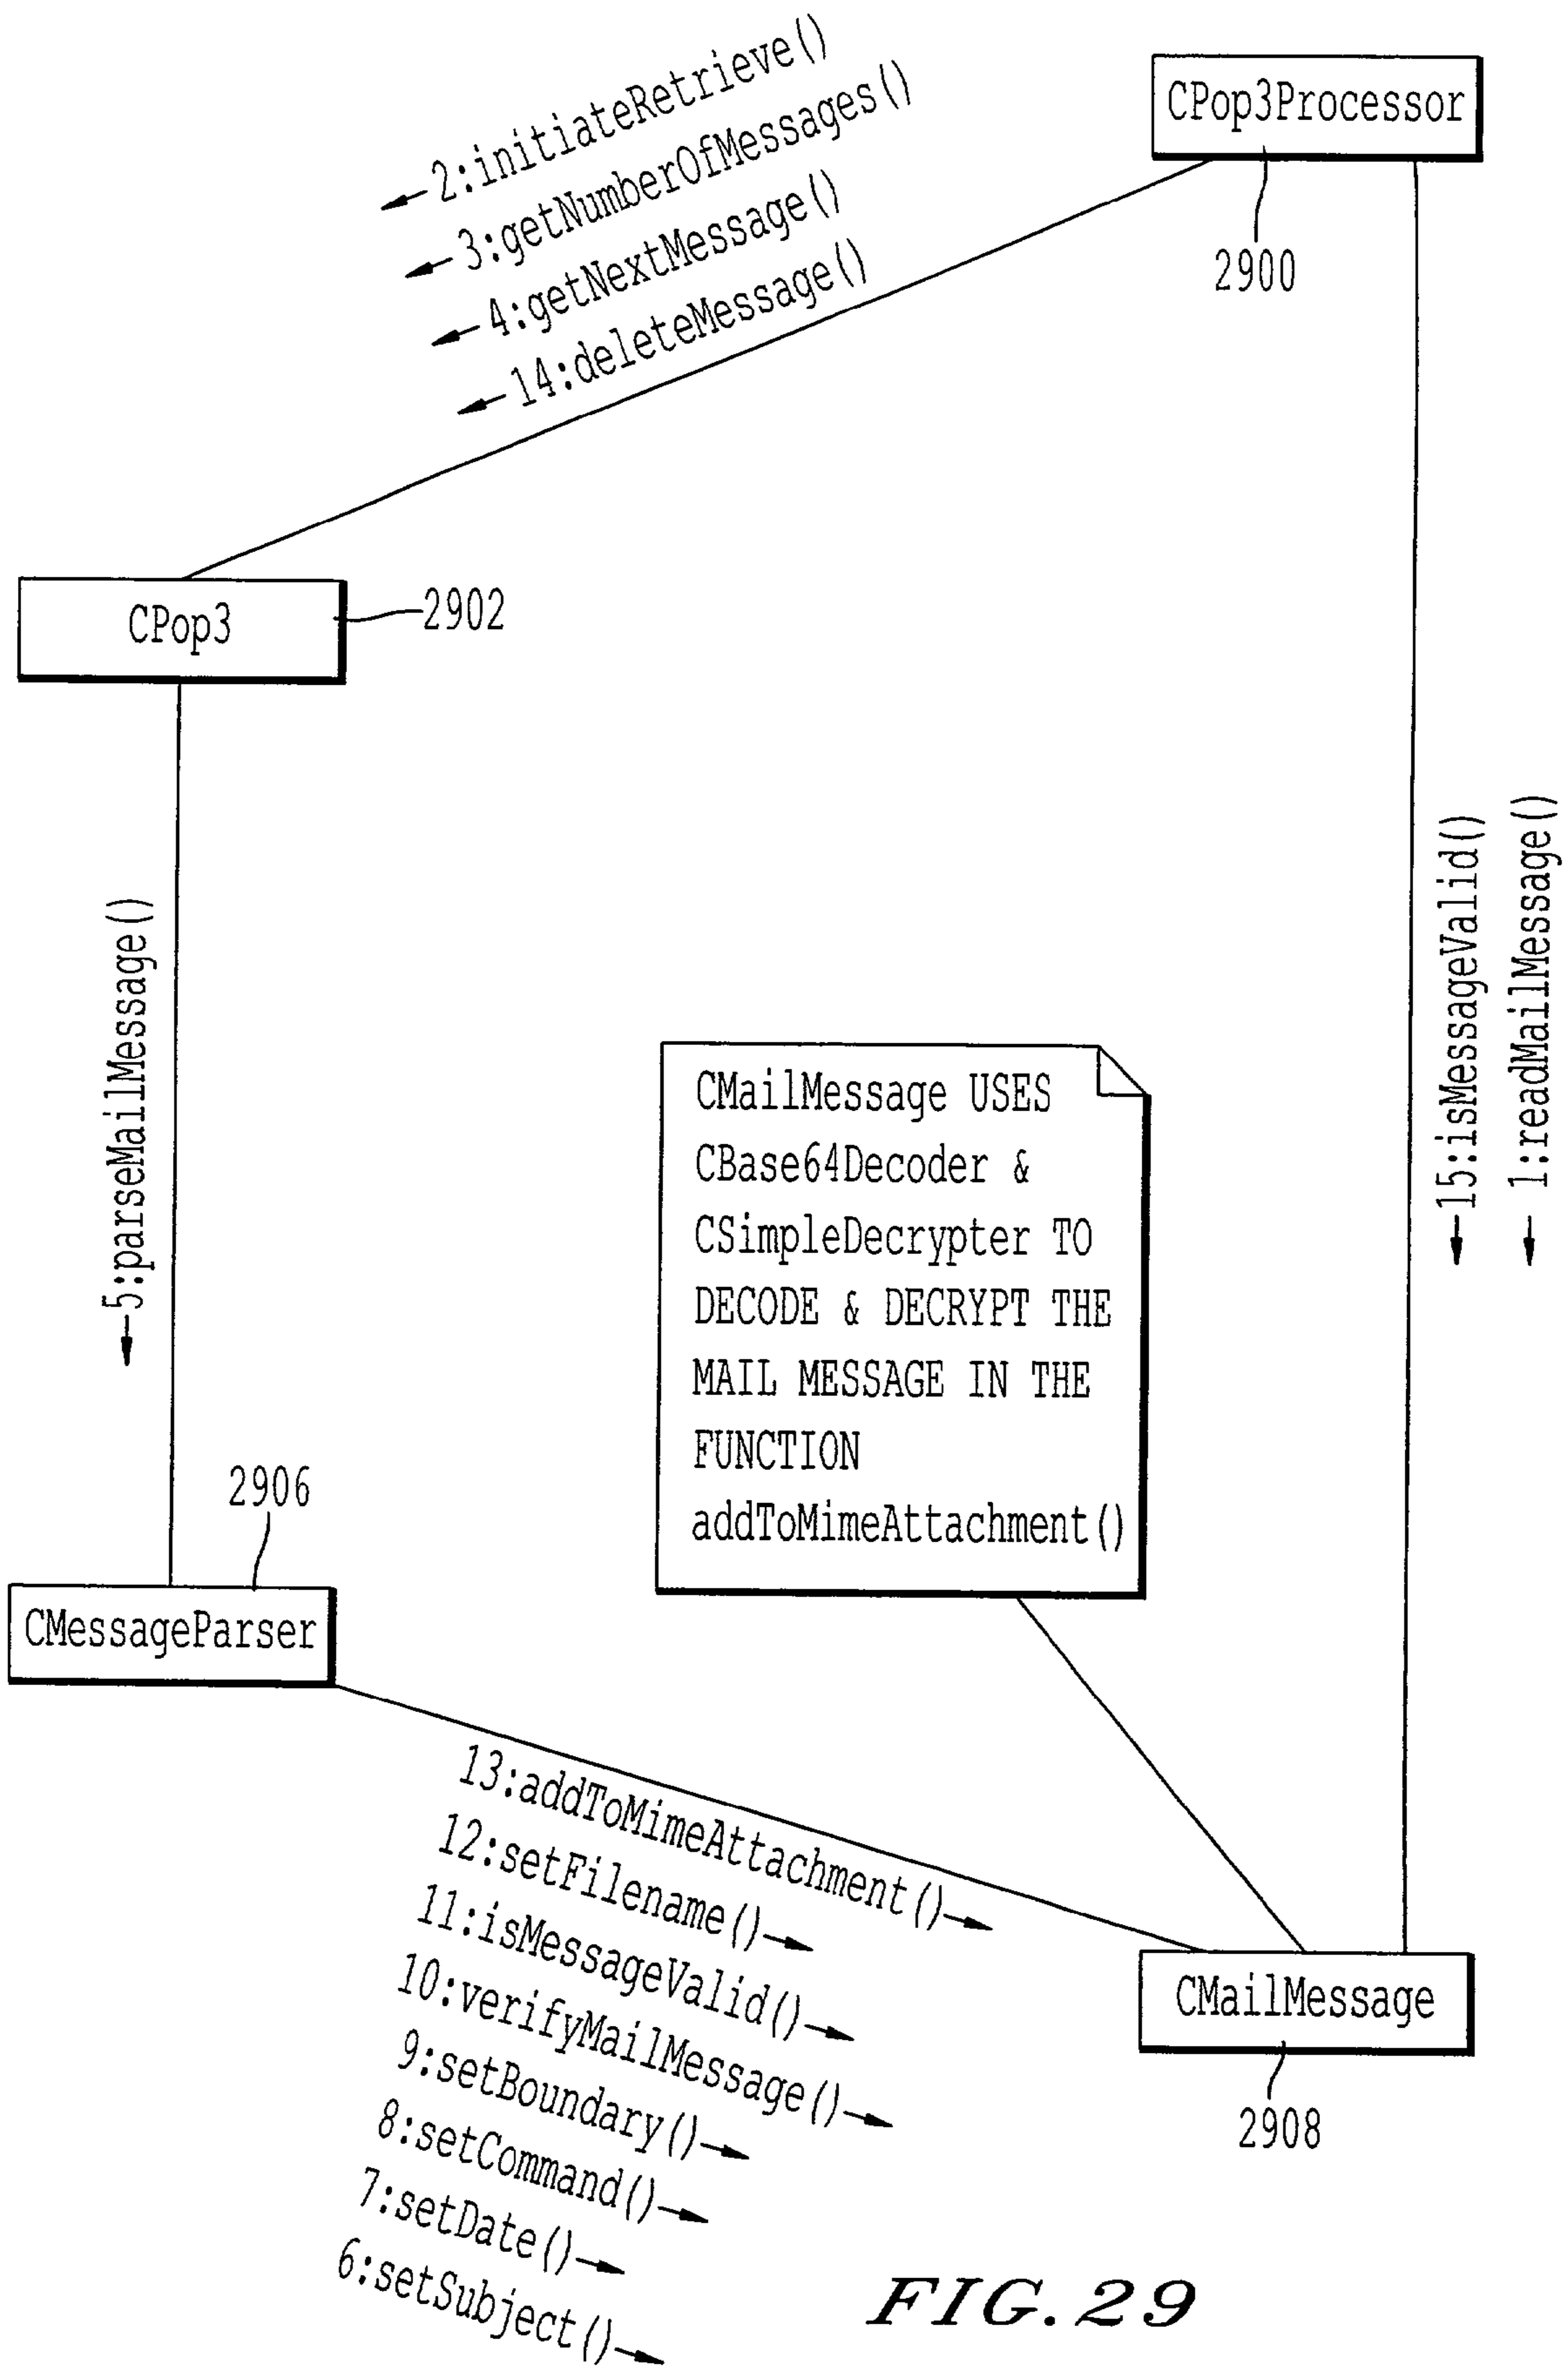 2:initiateRetrieve()
3:getNumberOfMessages()
4:getNextMessage()
14:deleteMessage()
CPop3Processor
2900
CPop3
2902
5:parseMailMessage()
15:isMessageValid()
1:readMailMessage()
CMailMessage USES
CBase64Decoder &
CSimpleDecrypter TO
DECODE & DECRYPT THE
MAIL MESSAGE IN THE
FUNCTION
addToMimeAttachment()
2906
CMessageParser
13:addToMimeAttachment()
12:setFilename()
11:isMessageValid()
10:verifyMailMessage()
9:setBoundary()
8:setCommand()
7:setDate()
6:setSubject()
CMailMessage
2908
FIG.29